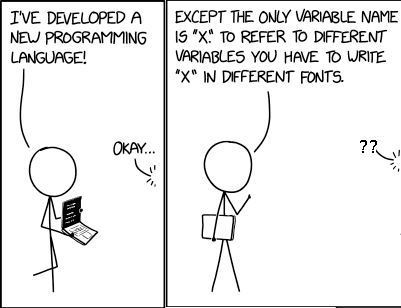 I'VE DEVELOPED A
NEW PROGRAMMING
LANGUAGE!
OKAY...
EXCEPT THE ONLY VARIABLE NAME
IS "X." TO REFER TO DIFFERENT
VARIABLES YOU HAVE TO WRITE
"X" IN DIFFERENT FONTS.
??